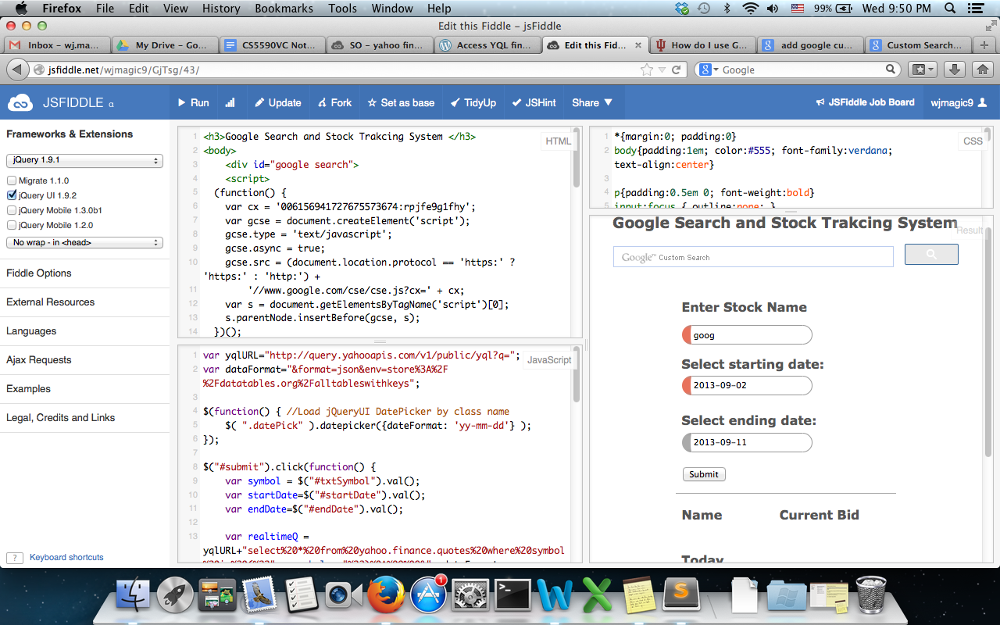 Firefox File Edit View History Bookmarks Tools Window Help 99% Wed 9:50 PM
Edit this Fiddle – jsFiddle
Inbox – wj.ma... My Drive – Go... CS5590VC Not... SO – yahoo fin... Access YQL fin... Edit this Fid... How do I use G... add google cu... Custom Search...
jsfiddle.net/wjmagic9/GjTsg/43/ Google
JSFIDDLE α Run Update Fork Set as base TidyUp JSHint Share JSFiddle Job Board wjmagic9
Frameworks & Extensions
jQuery 1.9.1
Migrate 1.1.0
jQuery UI 1.9.2
jQuery Mobile 1.3.0b1
jQuery Mobile 1.2.0
No wrap - in <head>
Fiddle Options
External Resources
Languages
Ajax Requests
Examples
Legal, Credits and Links
? Keyboard shortcuts
HTML
1 <h3>Google Search and Stock Trakcing System </h3>
2 <body>
3 <div id="google search">
4 <script>
5 (function() {
6 var cx = '006156941727675573674:rpjfe9g1fhy';
7 var gcse = document.createElement('script');
8 gcse.type = 'text/javascript';
9 gcse.async = true;
10 gcse.src = (document.location.protocol == 'https:' ?
'https:' : 'http:') +
11 '//www.google.com/cse/cse.js?cx=' + cx;
12 var s = document.getElementsByTagName('script')[0];
13 s.parentNode.insertBefore(gcse, s);
14 })();
JavaScript
1 var yqlURL="http://query.yahooapis.com/v1/public/yql?q=";
2 var dataFormat="&format=json&env=store%3A%2F
%2Fdatatables.org%2Falltableswithkeys";
3
4 $(function() { //Load jQueryUI DatePicker by class name
5 $( ".datePick" ).datepicker({dateFormat: 'yy-mm-dd'} );
6 });
7
8 $("#submit").click(function() {
9 var symbol = $("#txtSymbol").val();
10 var startDate=$("#startDate").val();
11 var endDate=$("#endDate").val();
12
13 var realtimeQ =
yqlURL+"select%20*%20from%20yahoo.finance.quotes%20where%20symbol
CSS
1 *{margin:0; padding:0}
2 body{padding:1em; color:#555; font-family:verdana;
text-align:center}
3
4 p{padding:0.5em 0; font-weight:bold}
5 input:focus { outline:none; }
Result
Google Search and Stock Trakcing System
Google™ Custom Search
Enter Stock Name
goog
Select starting date:
2013-09-02
Select ending date:
2013-09-11
Submit
Name Current Bid
Today
1